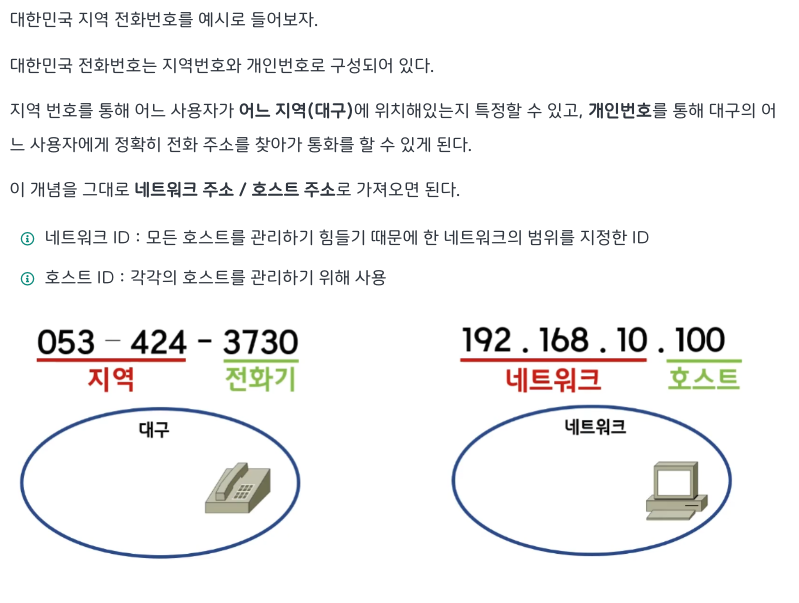 대한민국 지역 전화번호를 예시로 들어보자.
대한민국 전화번호는 지역번호와 개인번호로 구성되어 있다.
지역 번호를 통해 어느 사용자가 어느 지역(대구)에 위치해있는지 특정할 수 있고, 개인번호를 통해 대구의 어
느 사용자에게 정확히 전화 주소를 찾아가 통화를 할 수 있게 된다.
이 개념을 그대로 네트워크 주소 / 호스트 주소로 가져오면 된다.
네트워크 ID : 모든 호스트를 관리하기 힘들기 때문에 한 네트워크의 범위를 지정한 ID
호스트 ID : 각각의 호스트를 관리하기 위해 사용
053 - 424 - 3730
지역 전화기
대구
192 . 168 . 10 . 100
네트워크 호스트
네트워크